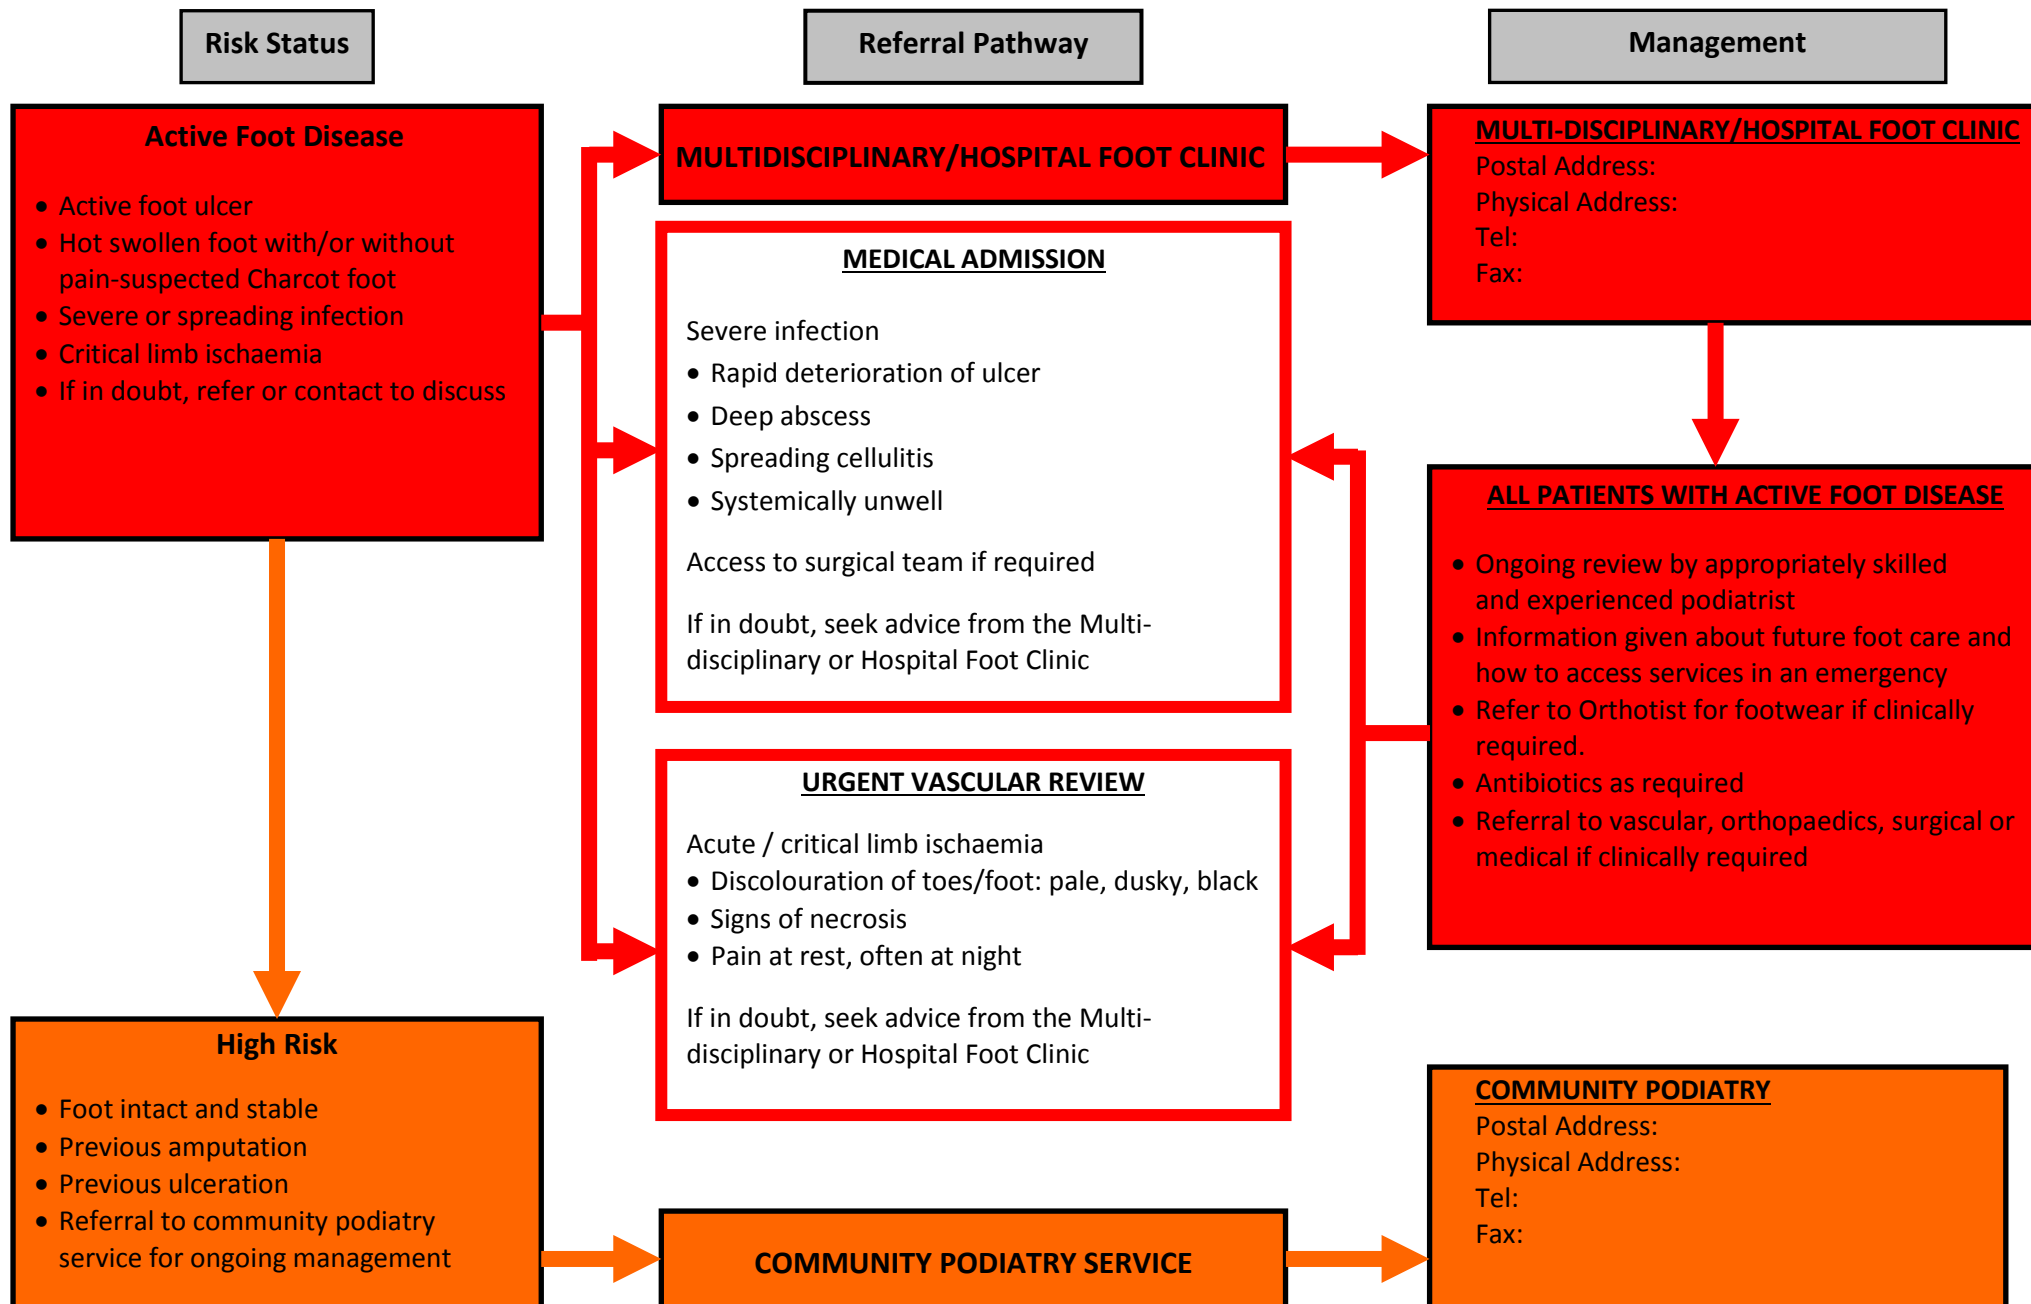 Risk Status
Referral Pathway
Management
Active Foot Disease
• Active foot ulcer
• Hot swollen foot with/or without
pain-suspected Charcot foot
• Severe or spreading infection
• Critical limb ischaemia
• If in doubt, refer or contact to discuss
MULTIDISCIPLINARY/HOSPITAL FOOT CLINIC
MULTI-DISCIPLINARY/HOSPITAL FOOT CLINIC
Postal Address:
Physical Address:
Tel:
Fax:
MEDICAL ADMISSION
Severe infection
• Rapid deterioration of ulcer
• Deep abscess
• Spreading cellulitis
• Systemically unwell
Access to surgical team if required
If in doubt, seek advice from the Multi-
disciplinary or Hospital Foot Clinic
ALL PATIENTS WITH ACTIVE FOOT DISEASE
• Ongoing review by appropriately skilled
and experienced podiatrist
• Information given about future foot care and
how to access services in an emergency
• Refer to Orthotist for footwear if clinically
required.
• Antibiotics as required
• Referral to vascular, orthopaedics, surgical or
medical if clinically required
URGENT VASCULAR REVIEW
Acute / critical limb ischaemia
• Discolouration of toes/foot: pale, dusky, black
• Signs of necrosis
• Pain at rest, often at night
If in doubt, seek advice from the Multi-
disciplinary or Hospital Foot Clinic
High Risk
• Foot intact and stable
• Previous amputation
• Previous ulceration
• Referral to community podiatry
service for ongoing management
COMMUNITY PODIATRY SERVICE
COMMUNITY PODIATRY
Postal Address:
Physical Address:
Tel:
Fax: